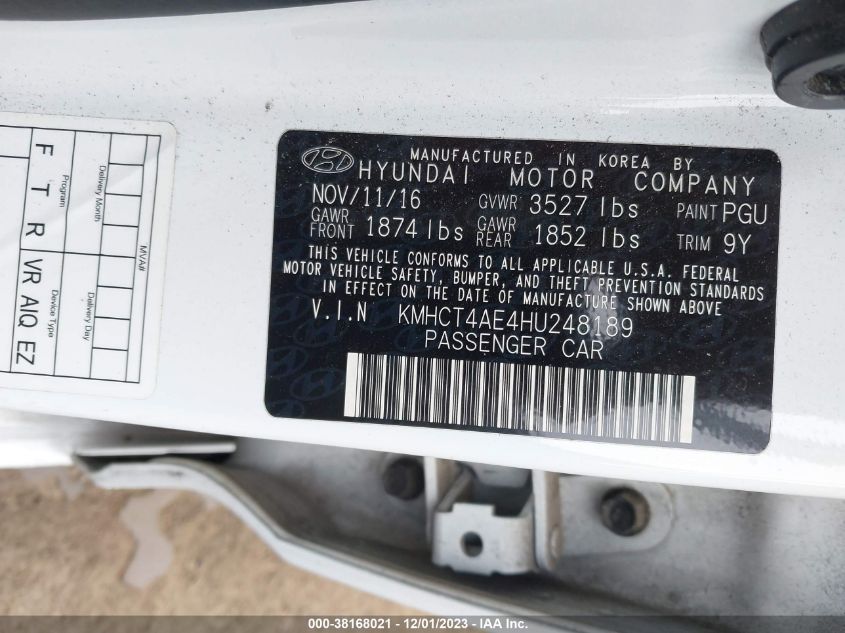 MANUFACTURED IN KOREA BY
HYUNDAI MOTOR COMPANY
NOV/11/16 GVWR 3527 lbs PAINT PGU
GAWR FRONT 1874 lbs GAWR REAR 1852 lbs TRIM 9Y
THIS VEHICLE CONFORMS TO ALL APPLICABLE U.S.A. FEDERAL
MOTOR VEHICLE SAFETY, BUMPER, AND THEFT PREVENTION STANDARDS
IN EFFECT ON THE DATE OF MANUFACTURE SHOWN ABOVE
V.I.N KMHCT4AE4HU248189
PASSENGER CAR
MVA#
Delivery Month
Delivery Day
Program
Device Type
F T R
VR AIQ EZ
000-38168021 - 12/01/2023 - IAA Inc.